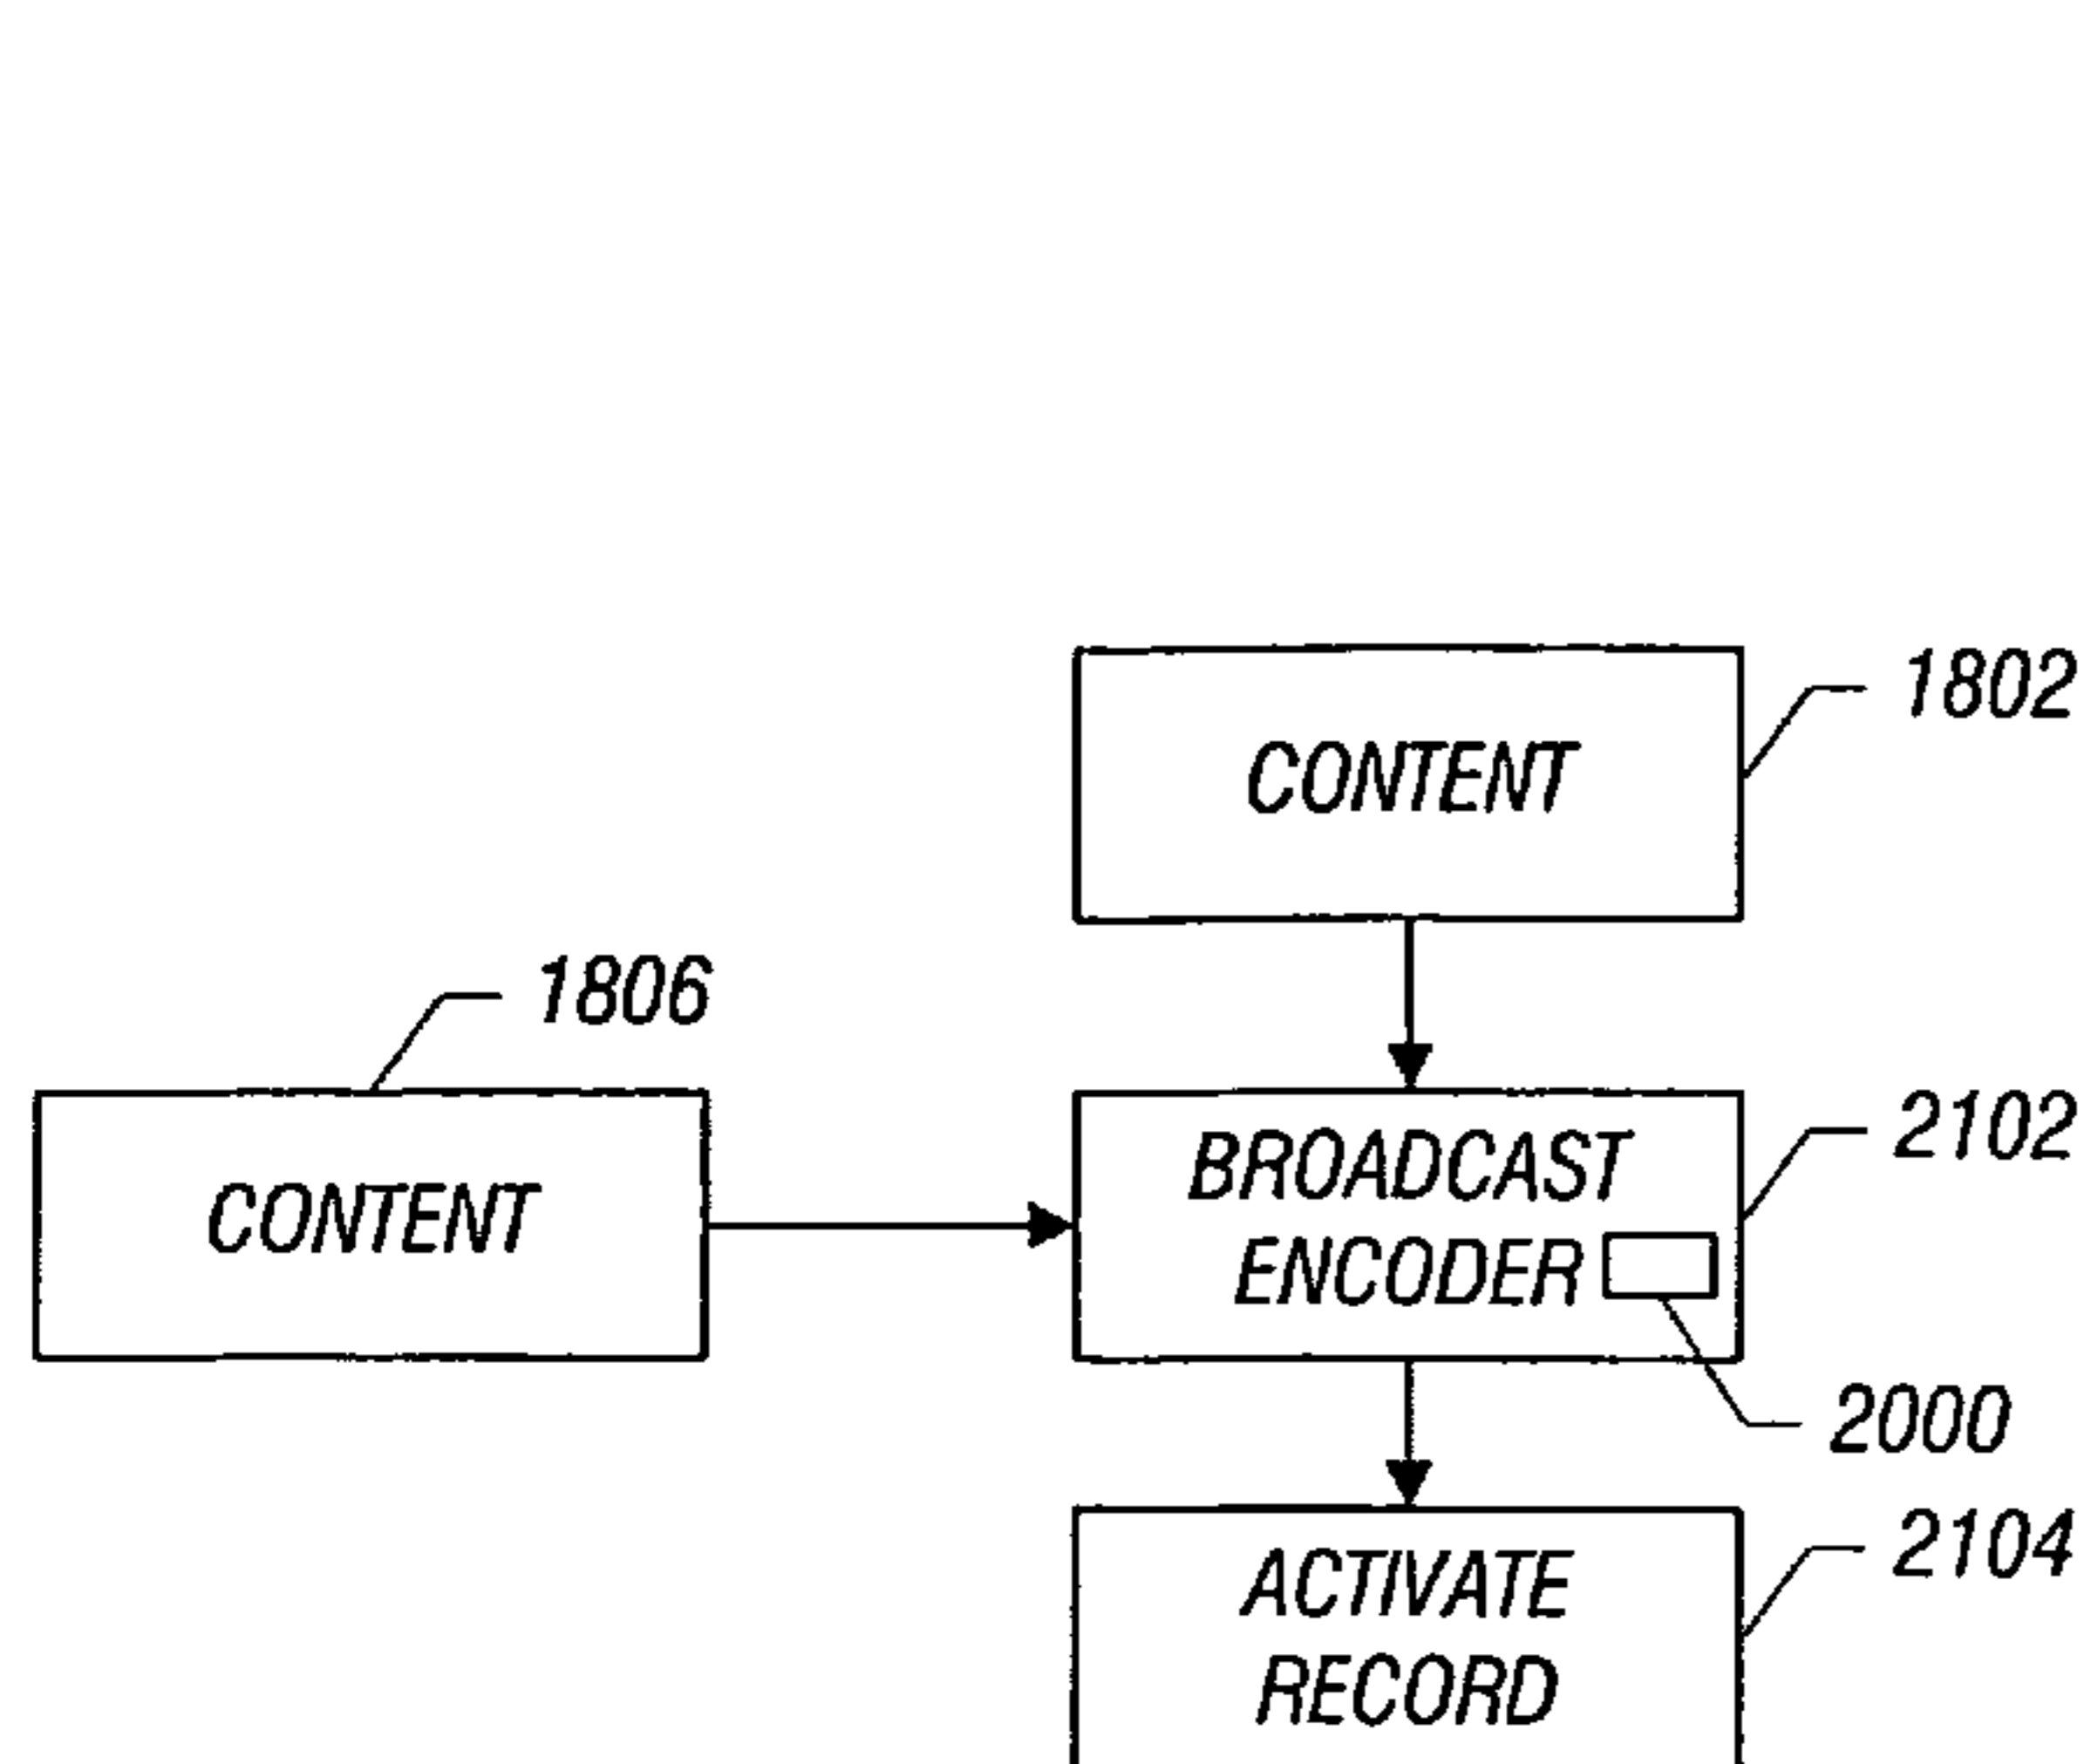 1802
CONTENT
1806
CONTENT
2102
BROADCAST
ENCODER
2000
2104
ACTIVATE
RECORD